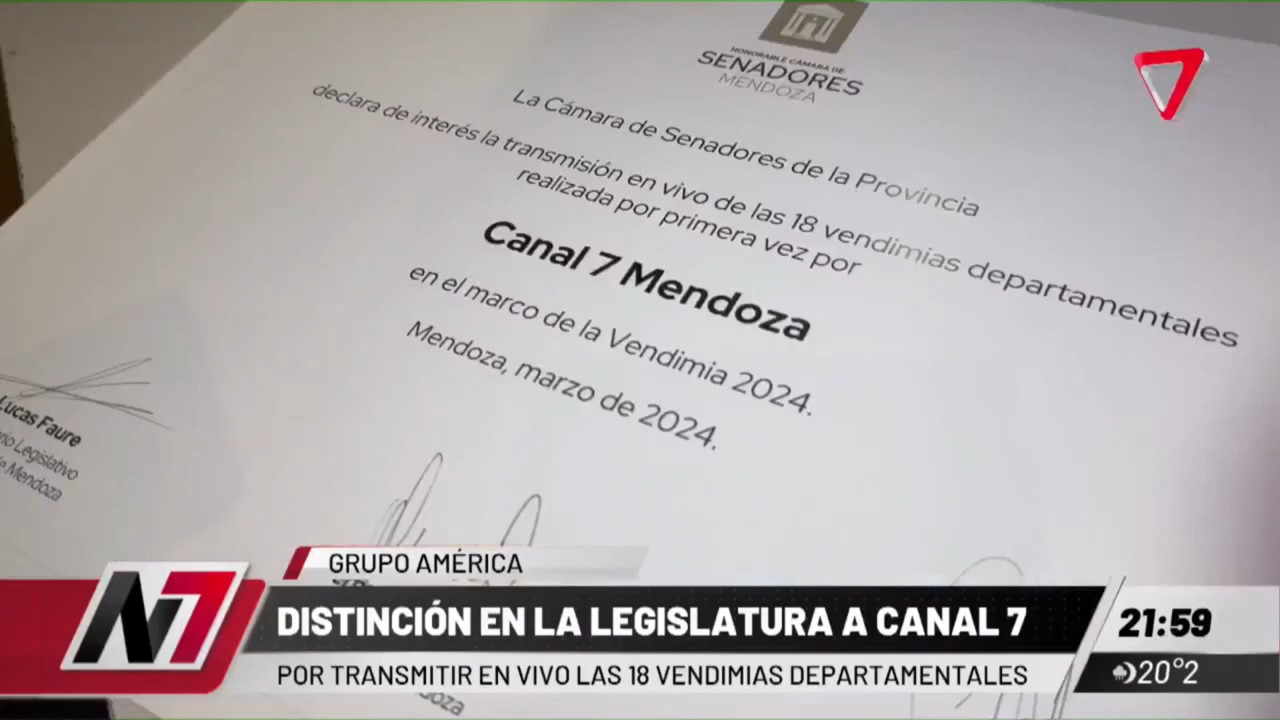 HONORABLE CÁMARA DE
SENADORES
MENDOZA
La Cámara de Senadores de la Provincia
declara de interés la transmisión en vivo de las 18 vendimias departamentales
realizada por primera vez por
Canal 7 Mendoza
en el marco de la Vendimia 2024.
Mendoza, marzo de 2024.
Lucas Faure
Legislativo
Mendoza
GRUPO AMÉRICA
N7
DISTINCIÓN EN LA LEGISLATURA A CANAL 7
POR TRANSMITIR EN VIVO LAS 18 VENDIMIAS DEPARTAMENTALES
21:59
20°2